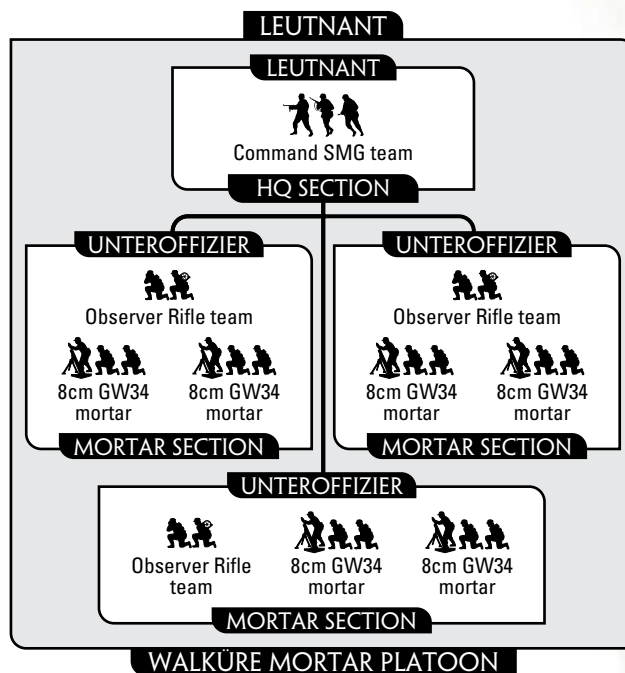 LEUTNANT
LEUTNANT
Command SMG team
HQ SECTION
UNTEROFFIZIER
Observer Rifle team
8cm GW34
mortar
8cm GW34
mortar
MORTAR SECTION
UNTEROFFIZIER
Observer Rifle team
8cm GW34
mortar
8cm GW34
mortar
MORTAR SECTION
UNTEROFFIZIER
Observer Rifle
team
8cm GW34
mortar
8cm GW34
mortar
MORTAR SECTION
WALKÜRE MORTAR PLATOON